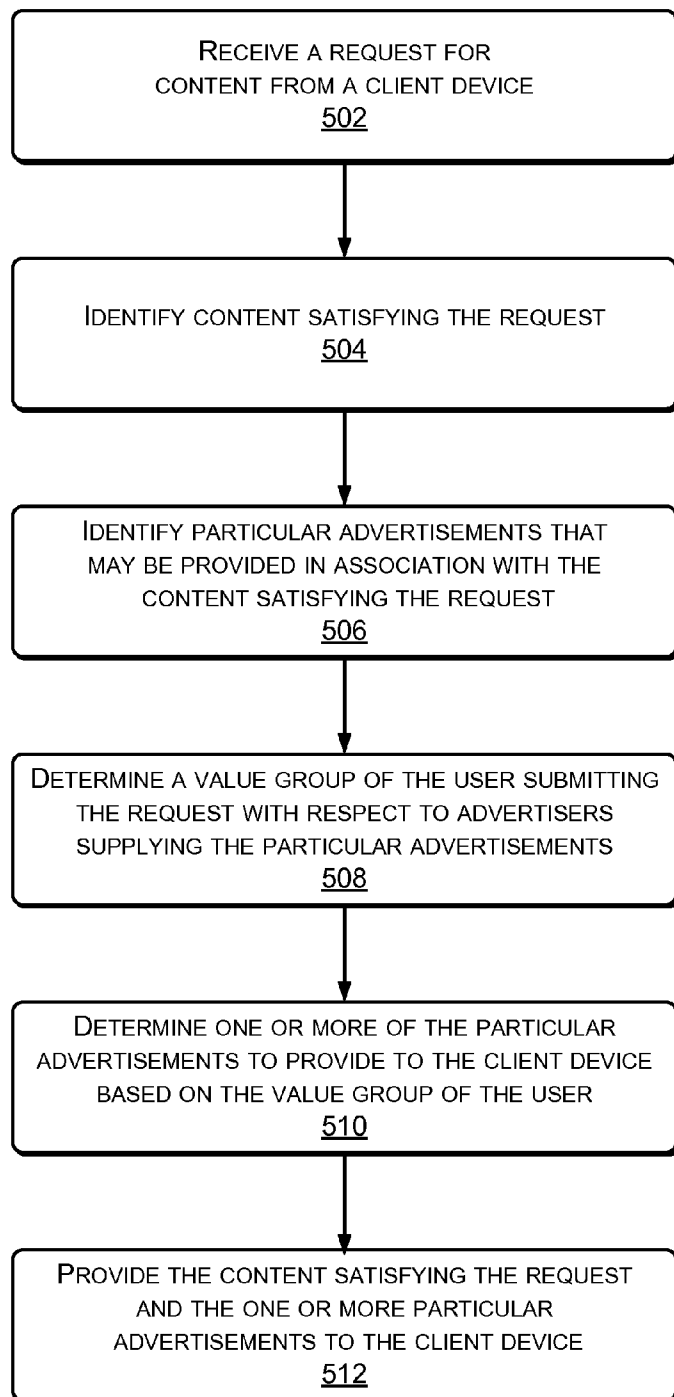 RECEIVE A REQUEST FOR
CONTENT FROM A CLIENT DEVICE
502
IDENTIFY CONTENT SATISFYING THE REQUEST
504
IDENTIFY PARTICULAR ADVERTISEMENTS THAT
MAY BE PROVIDED IN ASSOCIATION WITH THE
CONTENT SATISFYING THE REQUEST
506
DETERMINE A VALUE GROUP OF THE USER SUBMITTING
THE REQUEST WITH RESPECT TO ADVERTISERS
SUPPLYING THE PARTICULAR ADVERTISEMENTS
508
DETERMINE ONE OR MORE OF THE PARTICULAR
ADVERTISEMENTS TO PROVIDE TO THE CLIENT DEVICE
BASED ON THE VALUE GROUP OF THE USER
510
PROVIDE THE CONTENT SATISFYING THE REQUEST
AND THE ONE OR MORE PARTICULAR
ADVERTISEMENTS TO THE CLIENT DEVICE
512